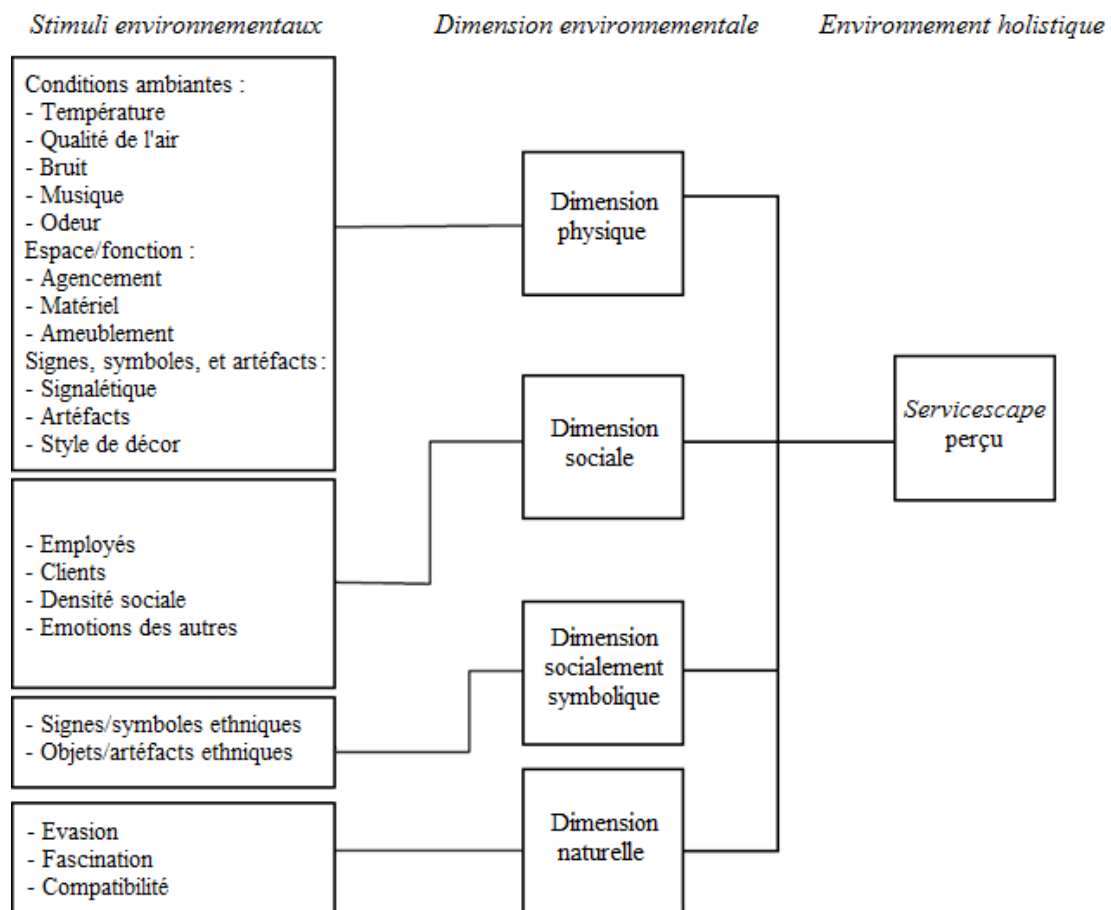 Stimuli environnementaux
Dimension environnementale
Environnement holistique
Conditions ambiantes :
- Température
- Qualité de l'air
- Bruit
- Musique
- Odeur
Espace/fonction :
- Agencement
- Matériel
- Ameublement
Signes, symboles, et artéfacts :
- Signalétique
- Artéfacts
- Style de décor
- Employés
- Clients
- Densité sociale
- Emotions des autres
- Signes/symboles ethniques
- Objets/artéfacts ethniques
- Evasion
- Fascination
- Compatibilité
Dimension
physique
Dimension
sociale
Dimension
socialement
symbolique
Dimension
naturelle
Servicescape
perçu